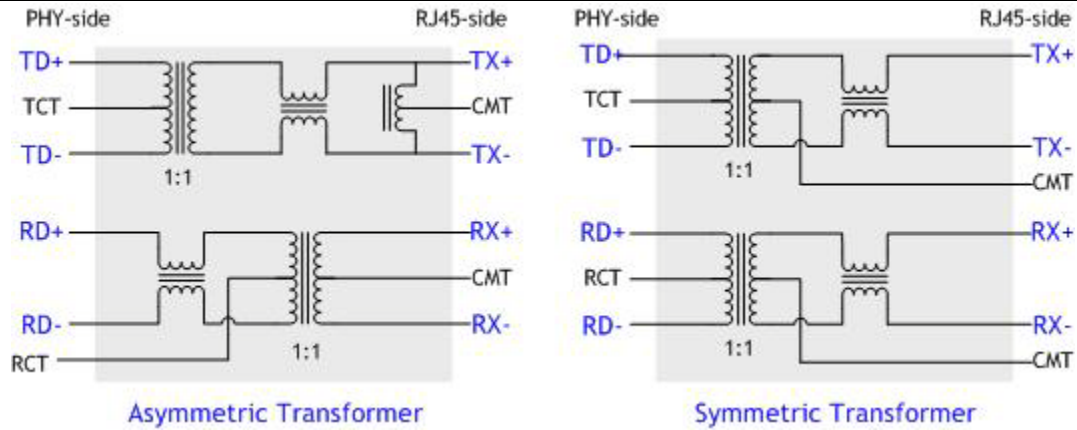 PHY-side RJ45-side
TD+ TX+
TCT CMT
TD- TX-
1:1
RD+ RX+
CMT
RD- RX-
RCT 1:1
Asymmetric Transformer
PHY-side RJ45-side
TD+ TX+
TCT
TD- TX-
1:1 CMT
RD+ RX+
RCT
RD- RX-
1:1 CMT
Symmetric Transformer